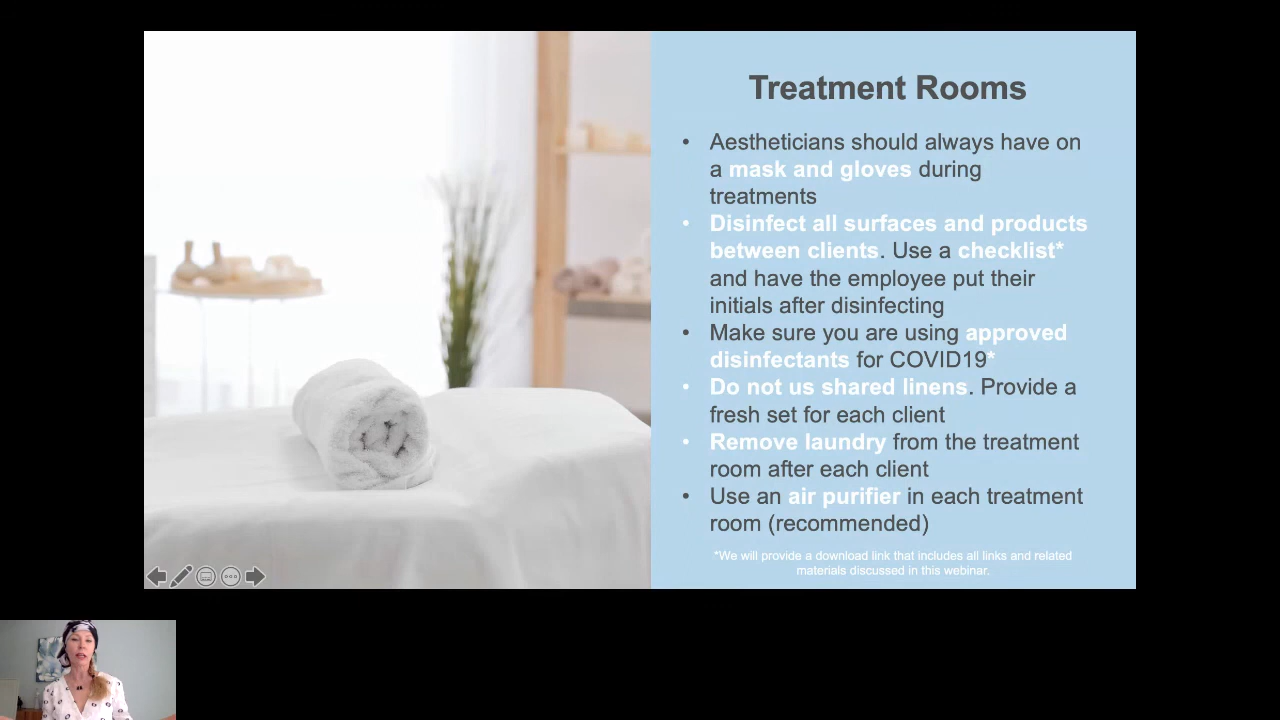 Treatment Rooms
• Aestheticians should always have on
a mask and gloves during
treatments
• Disinfect all surfaces and products
between clients. Use a checklist*
and have the employee put their
initials after disinfecting
• Make sure you are using approved
disinfectants for COVID19*
• Do not us shared linens. Provide a
fresh set for each client
• Remove laundry from the treatment
room after each client
• Use an air purifier in each treatment
room (recommended)
*We will provide a download link that includes all links and related
materials discussed in this webinar.